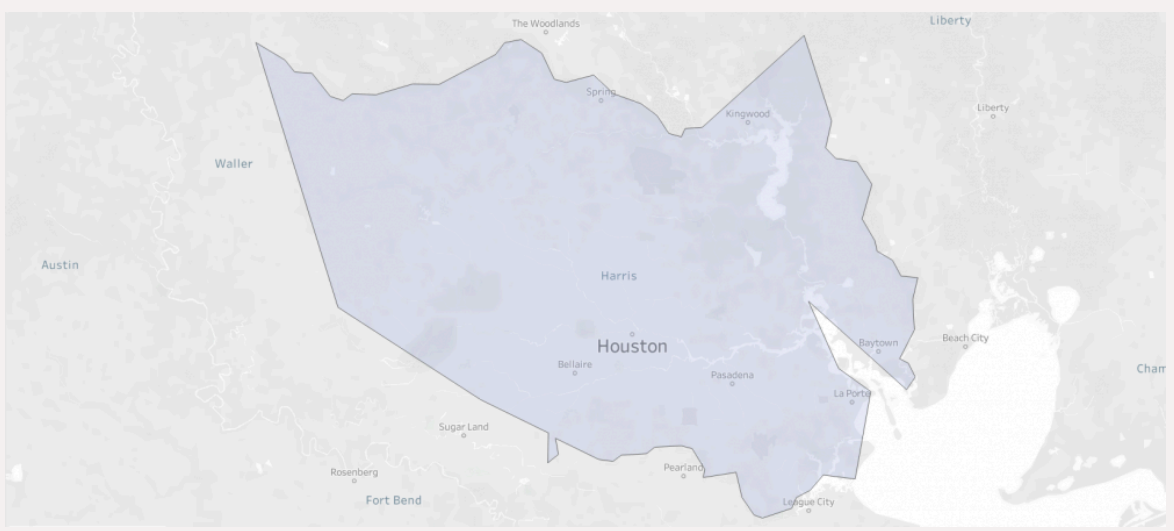 The Woodlands
Liberty
Spring
Liberty
Kingwood
Waller
Austin
Harris
Houston
Baytown
Beach City
Bellaire
Pasadena
Cham
La Porte
Sugar Land
Pearland
Rosenberg
Fort Bend
League City